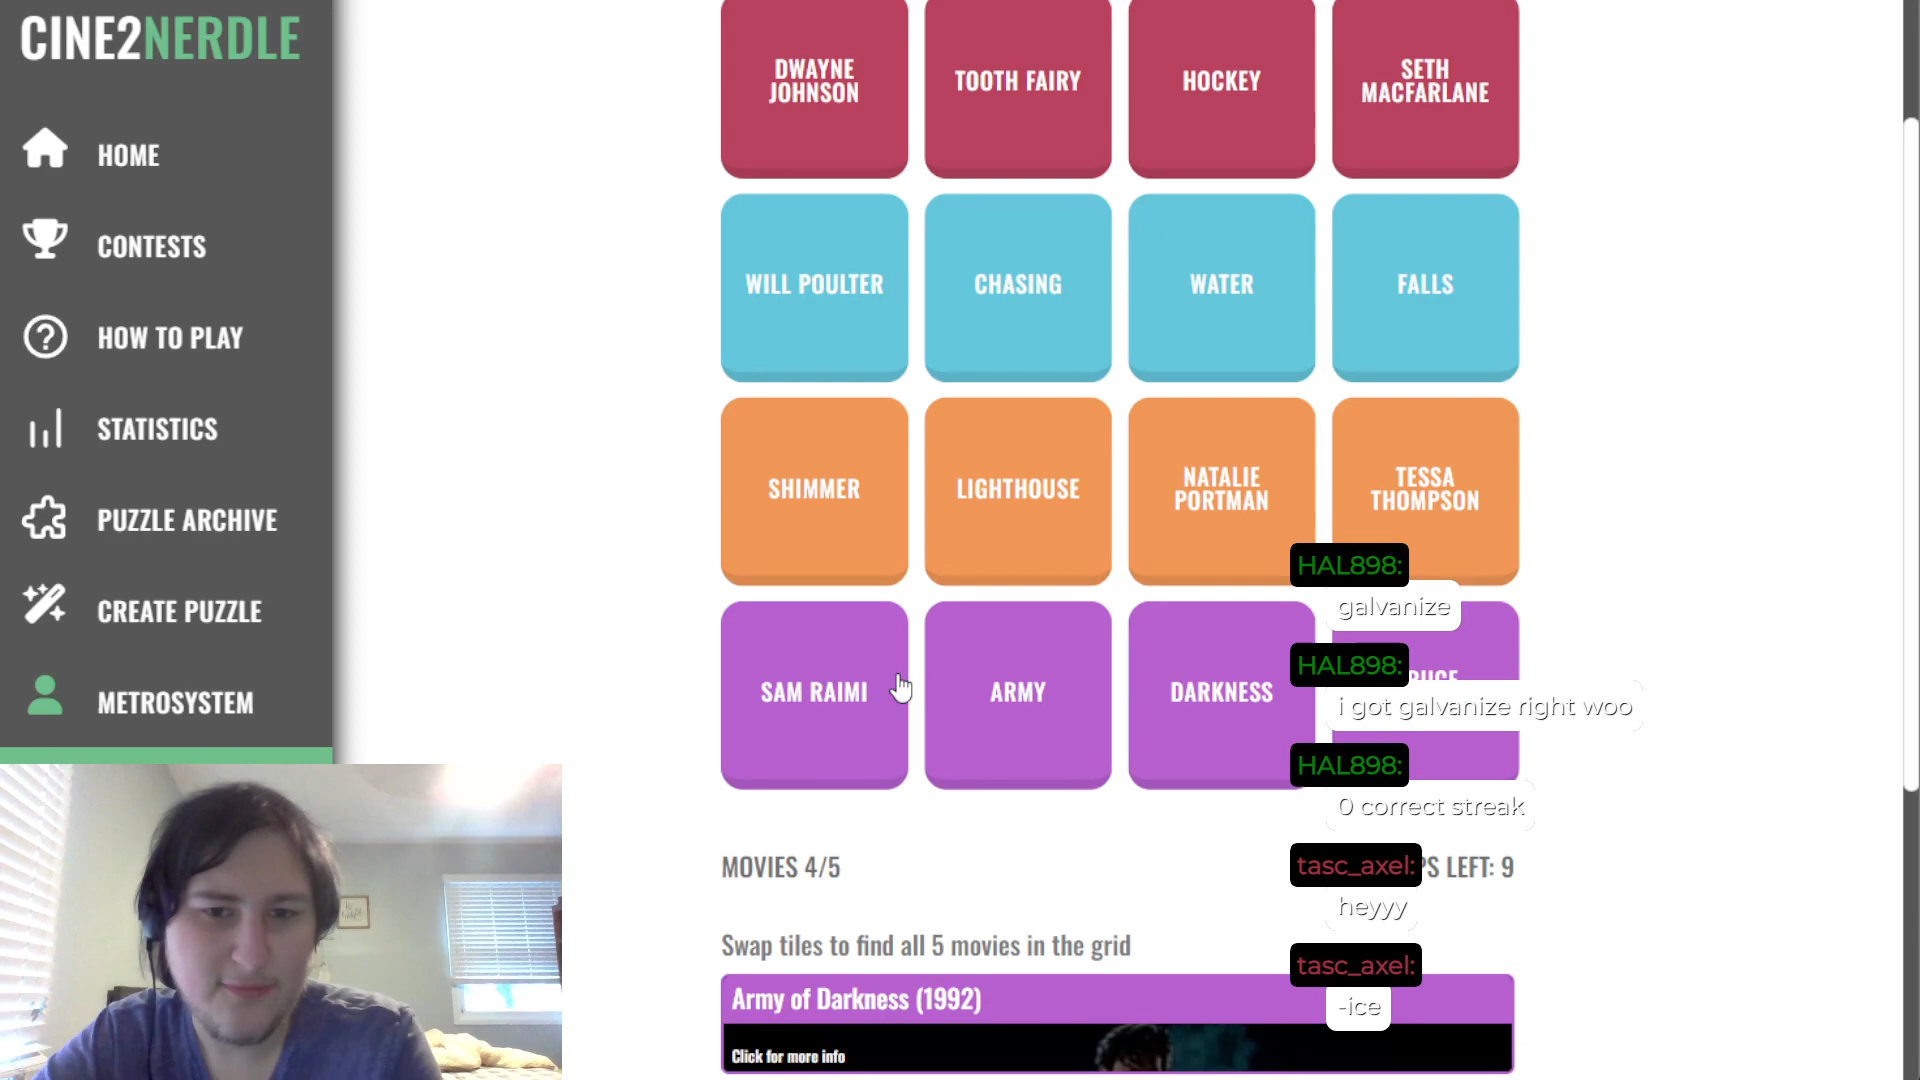 CINE2NERDLE
HOME
CONTESTS
HOW TO PLAY
STATISTICS
PUZZLE ARCHIVE
CREATE PUZZLE
METROSYSTEM
DWAYNE
JOHNSON
TOOTH FAIRY
HOCKEY
SETH
MACFARLANE
WILL POULTER
CHASING
WATER
FALLS
SHIMMER
LIGHTHOUSE
NATALIE
PORTMAN
TESSA
THOMPSON
SAM RAIMI
ARMY
DARKNESS
HAL898:
galvanize
HAL898:
i got galvanize right woo
HAL898:
0 correct streak
tasc_axel:
heyyy
tasc_axel:
-ice
MOVIES 4/5
LEFT: 9
Swap tiles to find all 5 movies in the grid
Army of Darkness (1992)
Click for more info